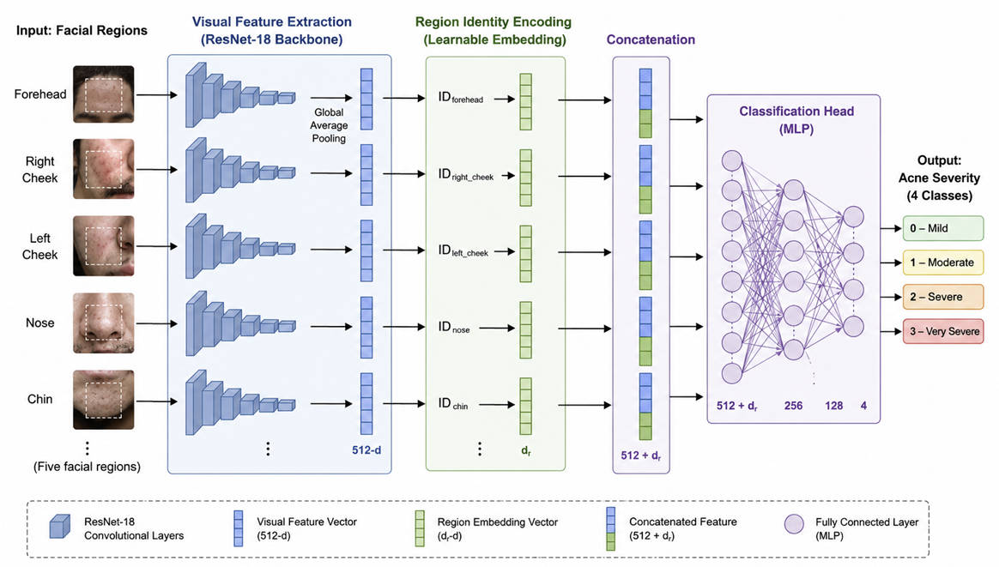 Input: Facial Regions
Visual Feature Extraction
(ResNet-18 Backbone)
Region Identity Encoding
(Learnable Embedding)
Concatenation
Forehead
Right
Cheek
Left
Cheek
Nose
Chin
⋮
(Five facial regions)
Global
Average
Pooling
⋮
512-d
ID_forehead
ID_right_cheek
ID_left_cheek
ID_nose
ID_chin
⋮
d_r
512 + d_r
Classification Head
(MLP)
512 + d_r 256 128 4
Output:
Acne Severity
(4 Classes)
0 – Mild
1 – Moderate
2 – Severe
3 – Very Severe
ResNet-18
Convolutional Layers
Visual Feature Vector
(512-d)
Region Embedding Vector
(d_r-d)
Concatenated Feature
(512 + d_r)
Fully Connected Layer
(MLP)